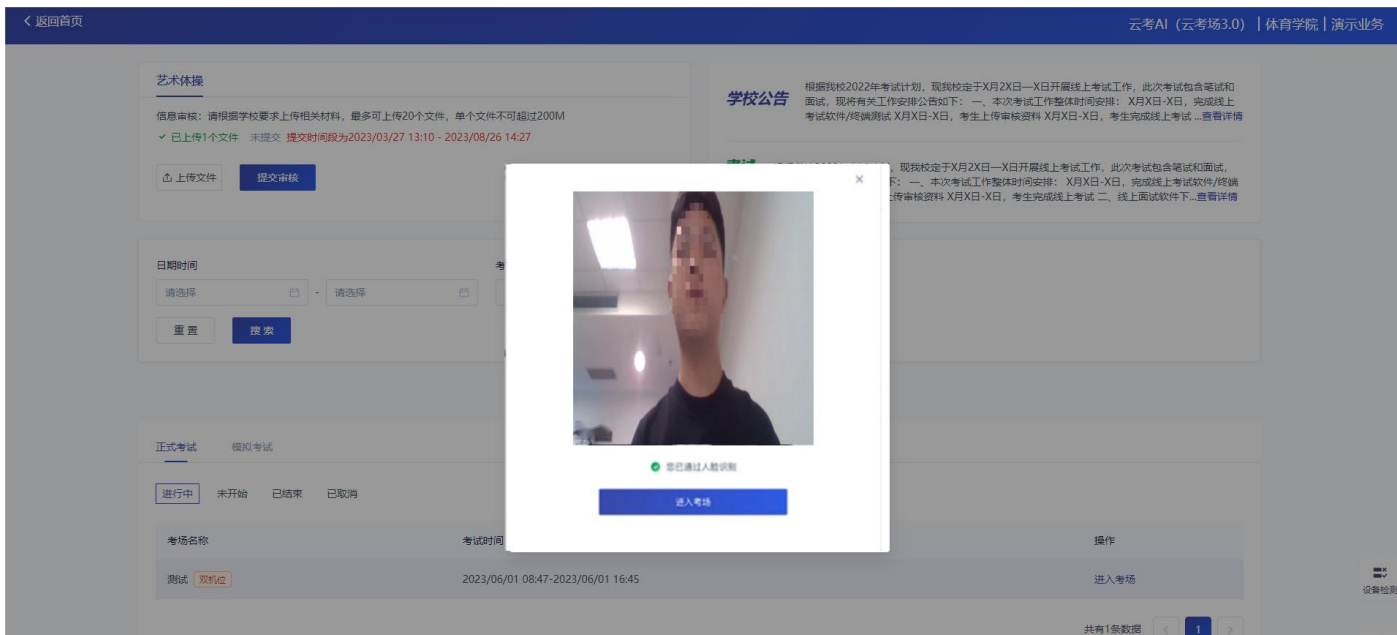 返回首页
云考AI（云考场3.0） | 体育学院 | 演示业务
艺术体操
信息审核：请根据学校要求上传相关材料，最多可上传20个文件，单个文件不可超过200M
已上传1个文件 未提交 提交时间段为2023/03/27 13:10 - 2023/08/26 14:27
上传文件
提交审核
学校公告
根据我校2022年考试计划，现我校定于X月2X日—X日开展线上考试工作，此次考试包含笔试和
面试，现将有关工作安排公告如下： 一、本次考试工作整体时间安排： X月X日-X日，完成线上
考试软件/终端测试 X月X日-X日，考生上传审核资料 X月X日-X日，考生完成线上考试 ...查看详情
，现我校定于X月2X日—X日开展线上考试工作，此次考试包含笔试和面试，
下： 一、本次考试工作整体时间安排： X月X日-X日，完成线上考试软件/终端
上传审核资料 X月X日-X日，考生完成线上考试 二、线上面试软件下...查看详情
日期时间
考
请选择 - 请选择
重置
搜索
您已通过人脸识别
进入考场
正式考试 模拟考试
进行中 未开始 已结束 已取消
考场名称 考试时间 操作
测试 双机位 2023/06/01 08:47-2023/06/01 16:45 进入考场
设备检测
共有1条数据 < 1 >